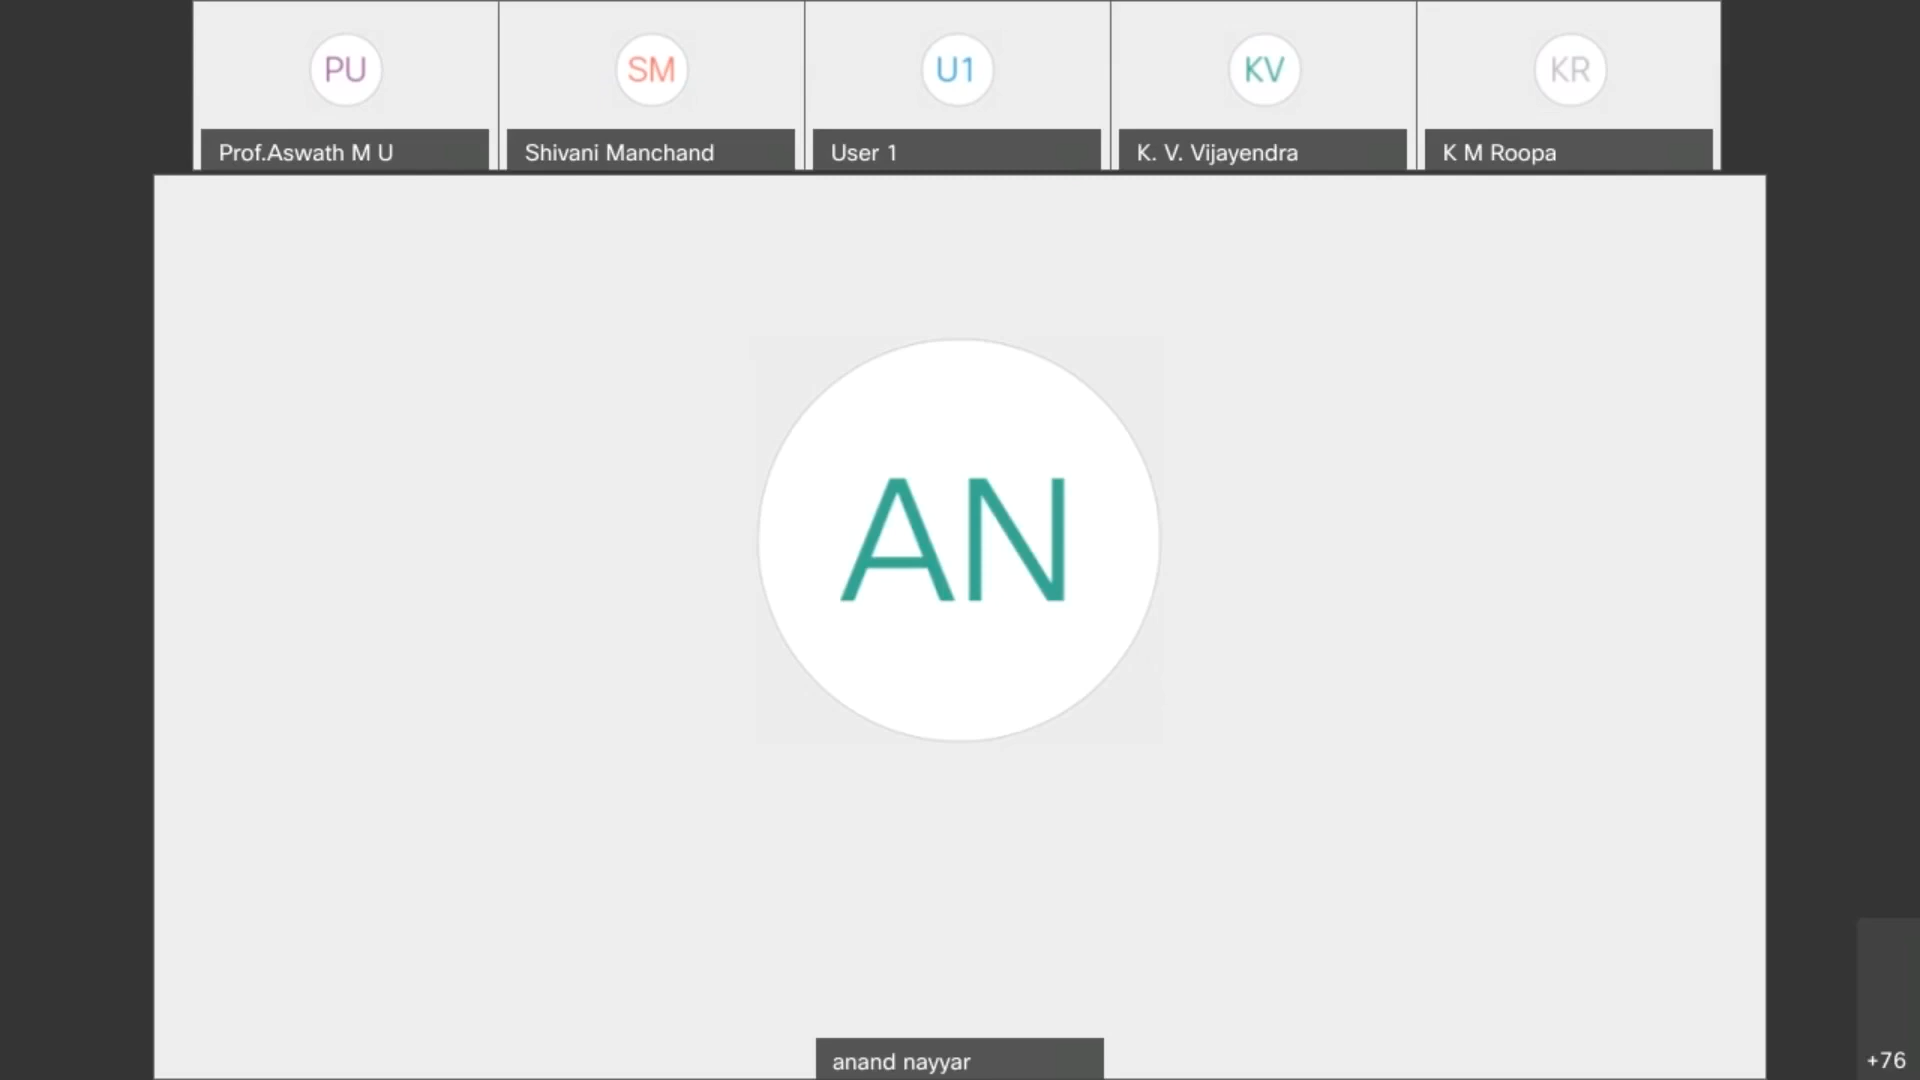 PU
SM
U1
KV
KR
Prof.Aswath M U
Shivani Manchand
User 1
K. V. Vijayendra
K M Roopa
AN
anand nayyar
+76